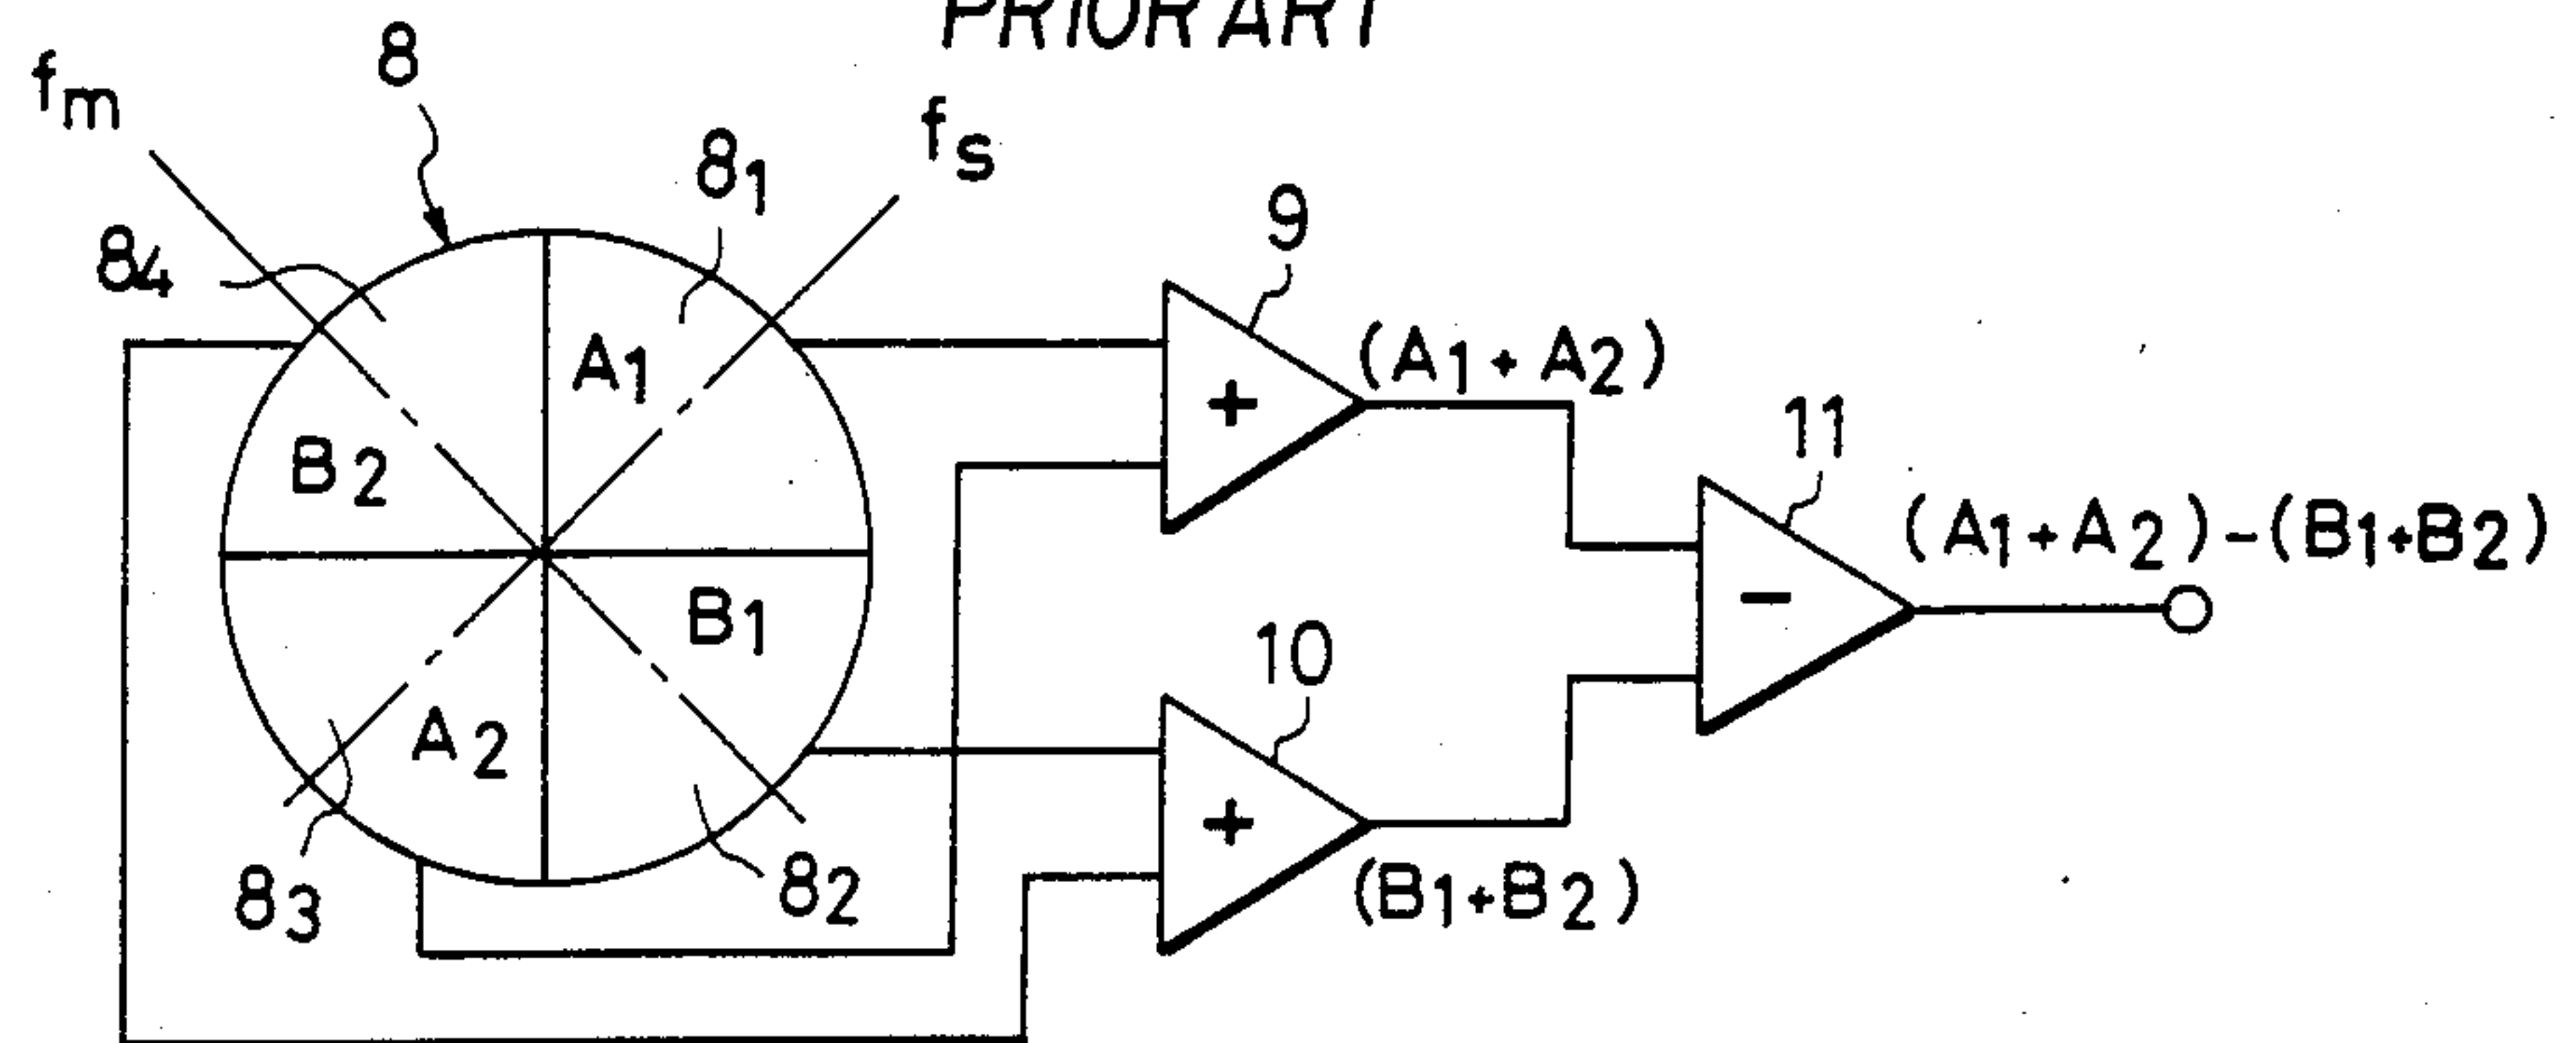 PRIOR ART
fm
8
81
fs
84
9
A1
(A1+A2)
+
11
B2
(A1+A2)-(B1+B2)
-
B1
10
A2
+
83
82
(B1+B2)